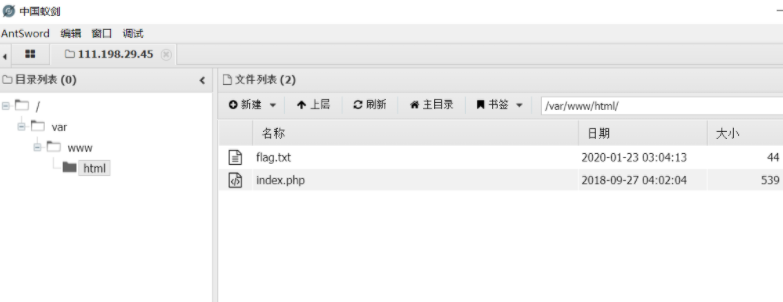 中国蚁剑
AntSword 编辑 窗口 调试
111.198.29.45
目录列表 (0)
文件列表 (2)
新建 上层 刷新 主目录 书签 /var/www/html/
/
var
www
html
名称 日期 大小
flag.txt 2020-01-23 03:04:13 44
index.php 2018-09-27 04:02:04 539